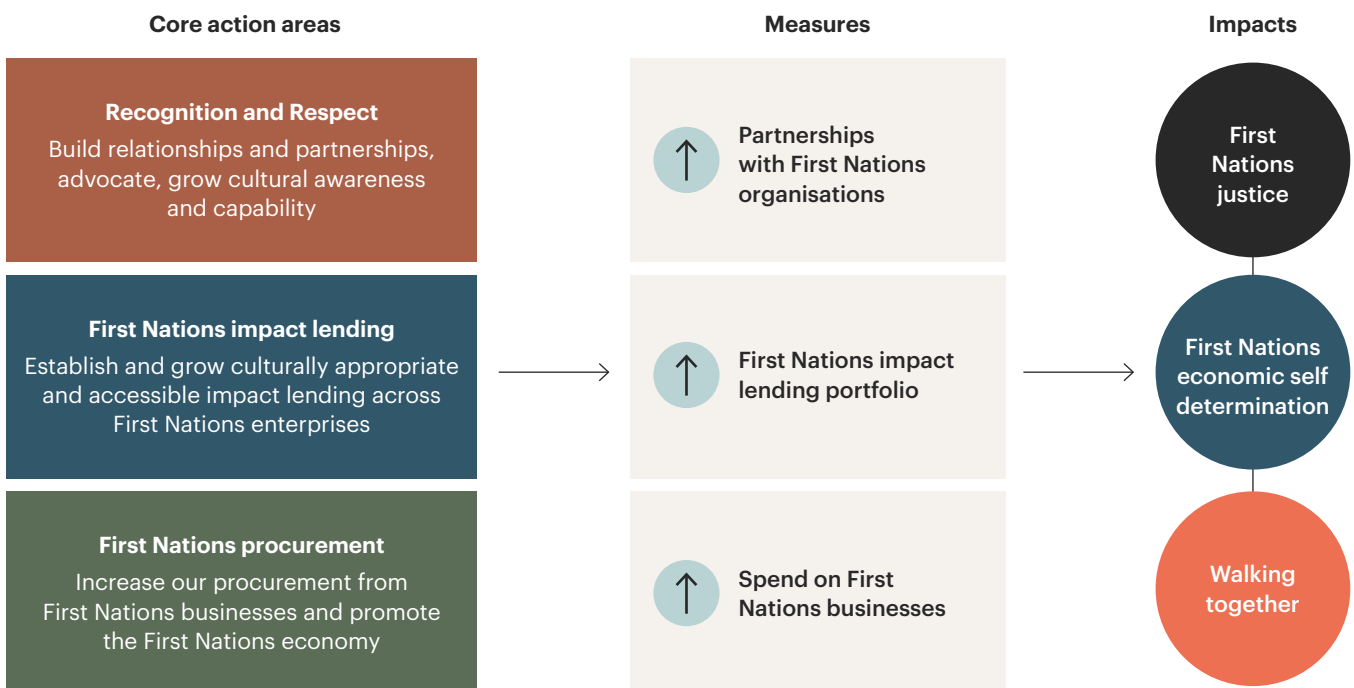 Core action areas
Measures
Impacts
Recognition and Respect
Build relationships and partnerships,
advocate, grow cultural awareness
and capability
Partnerships
with First Nations
organisations
First
Nations
justice
First Nations impact lending
Establish and grow culturally appropriate
and accessible impact lending across
First Nations enterprises
First Nations impact
lending portfolio
First Nations
economic self
determination
First Nations procurement
Increase our procurement from
First Nations businesses and promote
the First Nations economy
Spend on First
Nations businesses
Walking
together